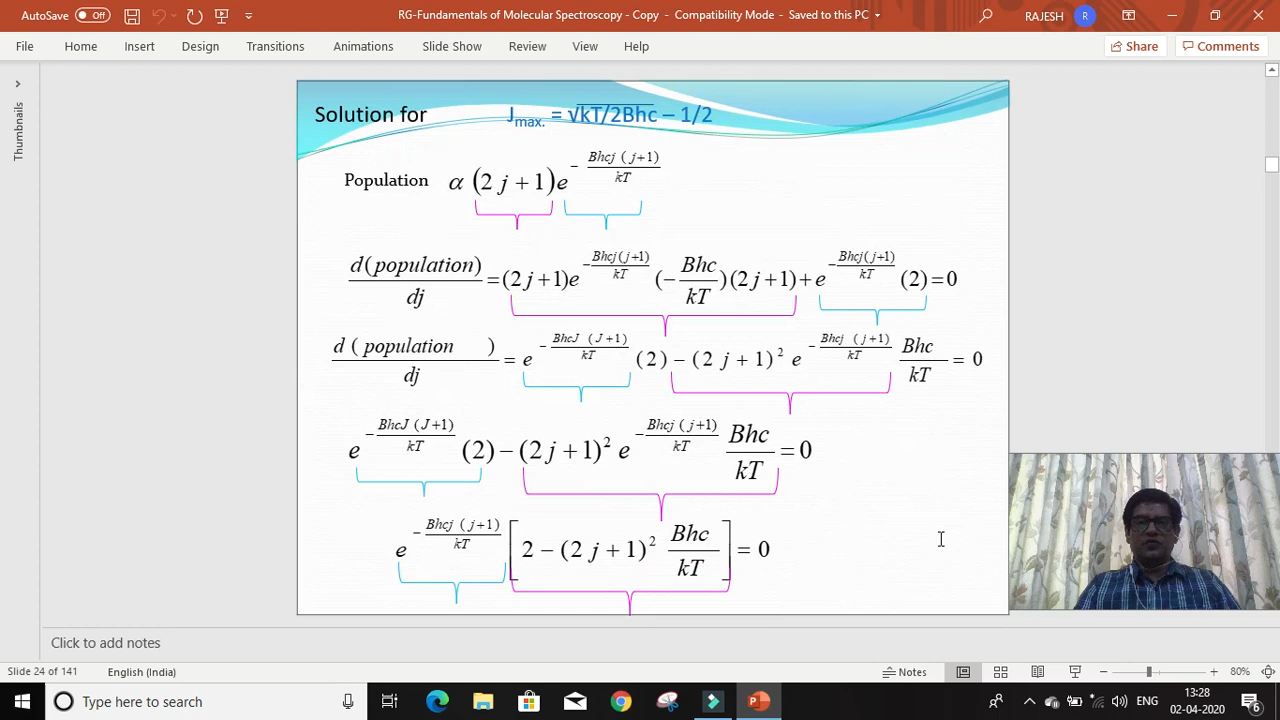 AutoSave Off RG-Fundamentals of Molecular Spectroscopy - Copy - Compatibility Mode - Saved to this PC RAJESH R
File Home Insert Design Transitions Animations Slide Show Review View Help Share Comments
Thumbnails
Solution for J_max. = √kT/2Bhc – 1/2
Population α (2 j + 1) e^{− Bhcj ( j+1) / kT}
d(population) / dj = (2j+1)e^{−Bhcj(j+1) / kT} (− Bhc / kT)(2j+1) + e^{−Bhcj(j+1) / kT} (2) = 0
d ( population ) / dj = e^{− BhcJ ( J+1) / kT} (2) − (2 j + 1)² e^{− Bhcj ( j+1) / kT} Bhc / kT = 0
e^{− BhcJ ( J+1) / kT} (2) − (2 j + 1)² e^{− Bhcj ( j+1) / kT} Bhc / kT = 0
e^{− Bhcj ( j+1) / kT} [2 − (2 j + 1)² Bhc / kT] = 0
Click to add notes
Slide 24 of 141 English (India) Notes 80%
Type here to search ENG 13:28
02-04-2020 6